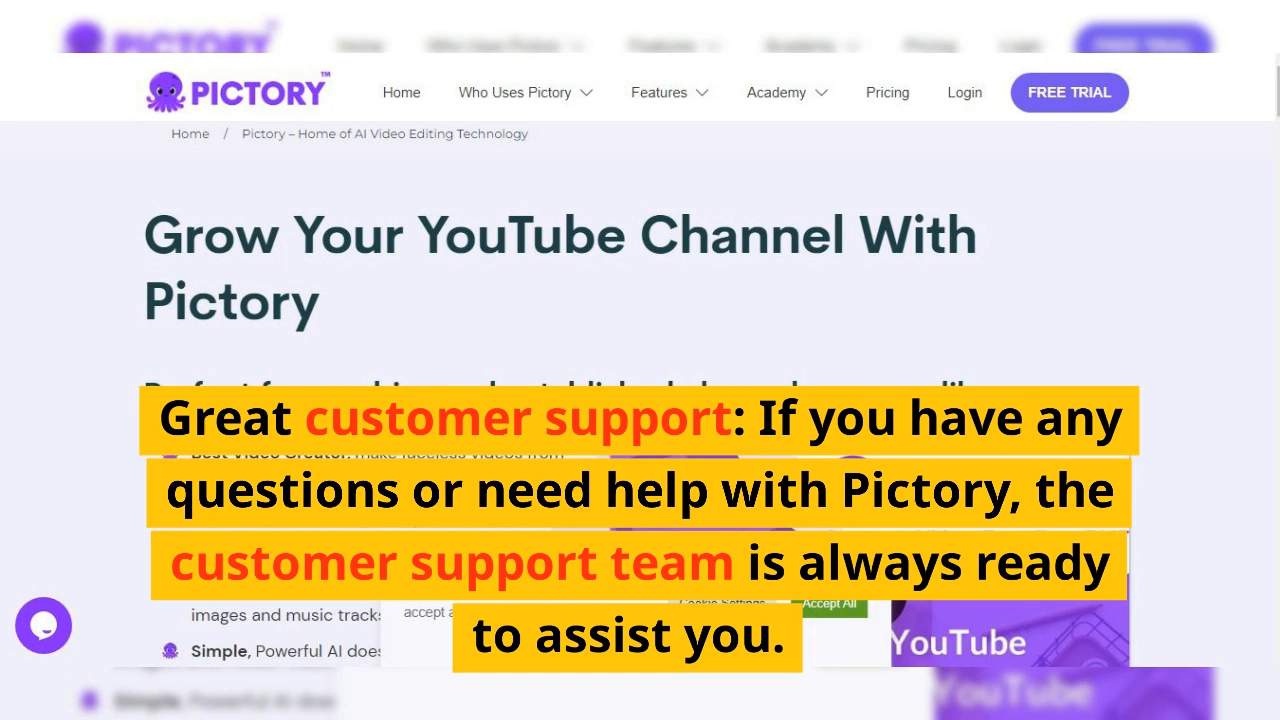 PICTORY™
Home Who Uses Pictory Features Academy Pricing Login FREE TRIAL
Home / Pictory – Home of AI Video Editing Technology
Grow Your YouTube Channel With
Pictory
Great customer support: If you have any
questions or need help with Pictory, the
customer support team is always ready
to assist you.
accept
Cookie Settings
Accept All
images and music tracks
YouTube
Simple, Powerful AI does